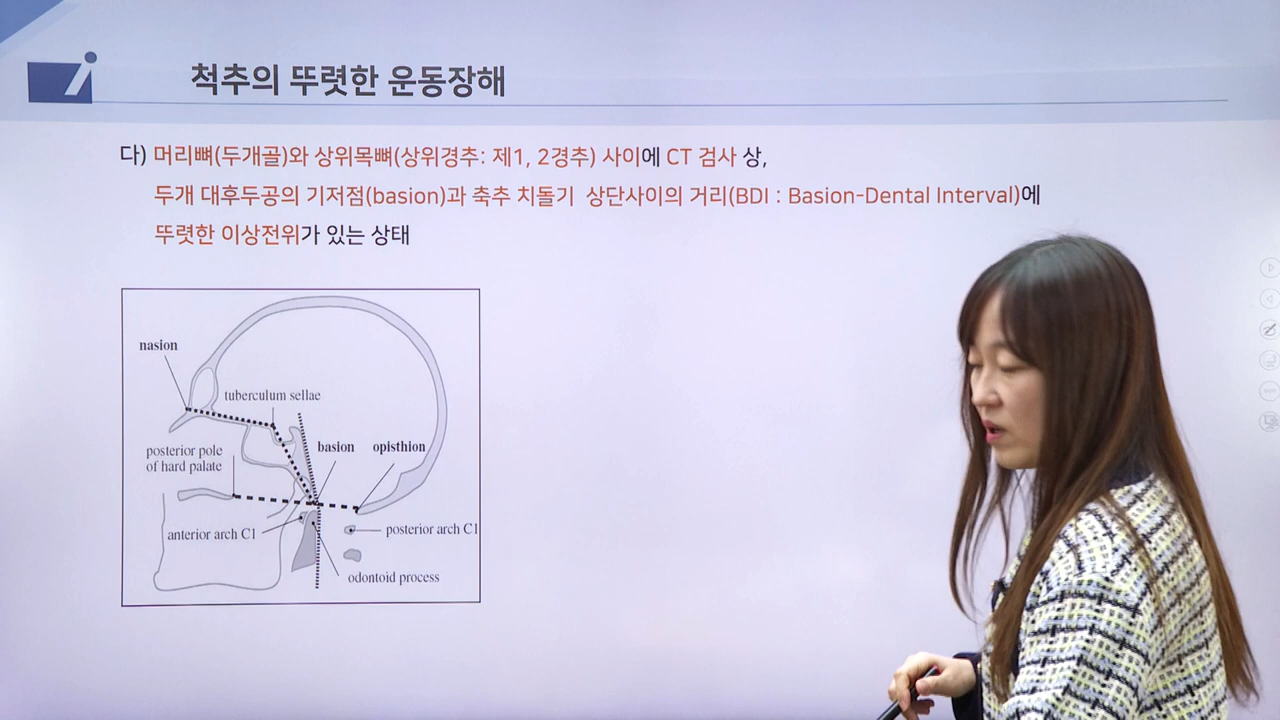 척추의 뚜렷한 운동장해
다) 머리뼈(두개골)와 상위목뼈(상위경추: 제1, 2경추) 사이에 CT 검사 상,
두개 대후두공의 기저점(basion)과 축추 치돌기 상단사이의 거리(BDI : Basion-Dental Interval)에
뚜렷한 이상전위가 있는 상태
nasion
tuberculum sellae
basion
opisthion
posterior pole
of hard palate
anterior arch C1
posterior arch C1
odontoid process